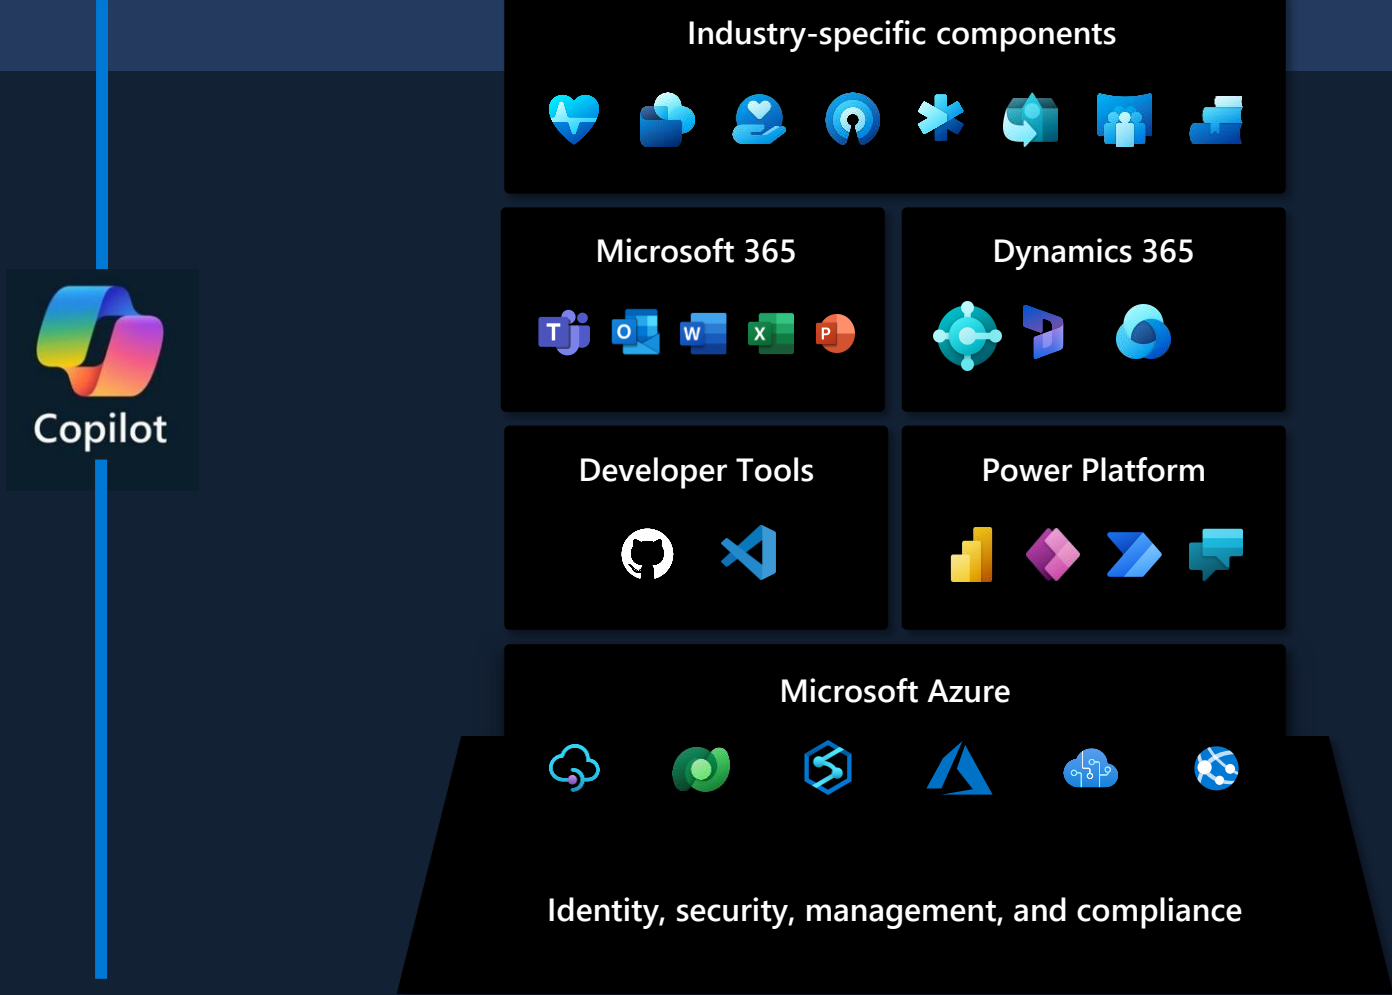 Industry-specific components
Microsoft 365
Dynamics 365
T
O
W
X
P
Copilot
Developer Tools
Power Platform
Microsoft Azure
Identity, security, management, and compliance